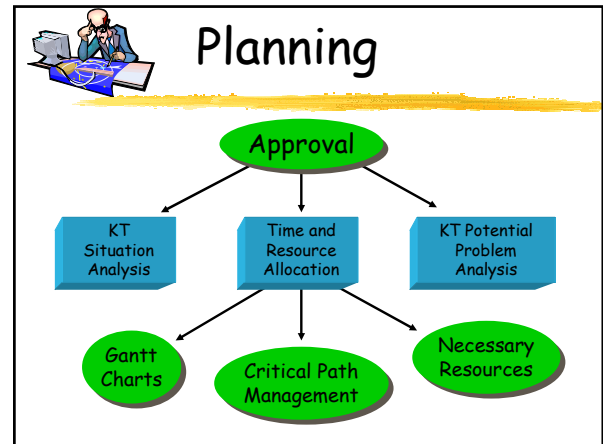 Planning
Approval
KT
Situation
Analysis
Time and
Resource
Allocation
KT Potential
Problem
Analysis
Gantt
Charts
Critical Path
Management
Necessary
Resources